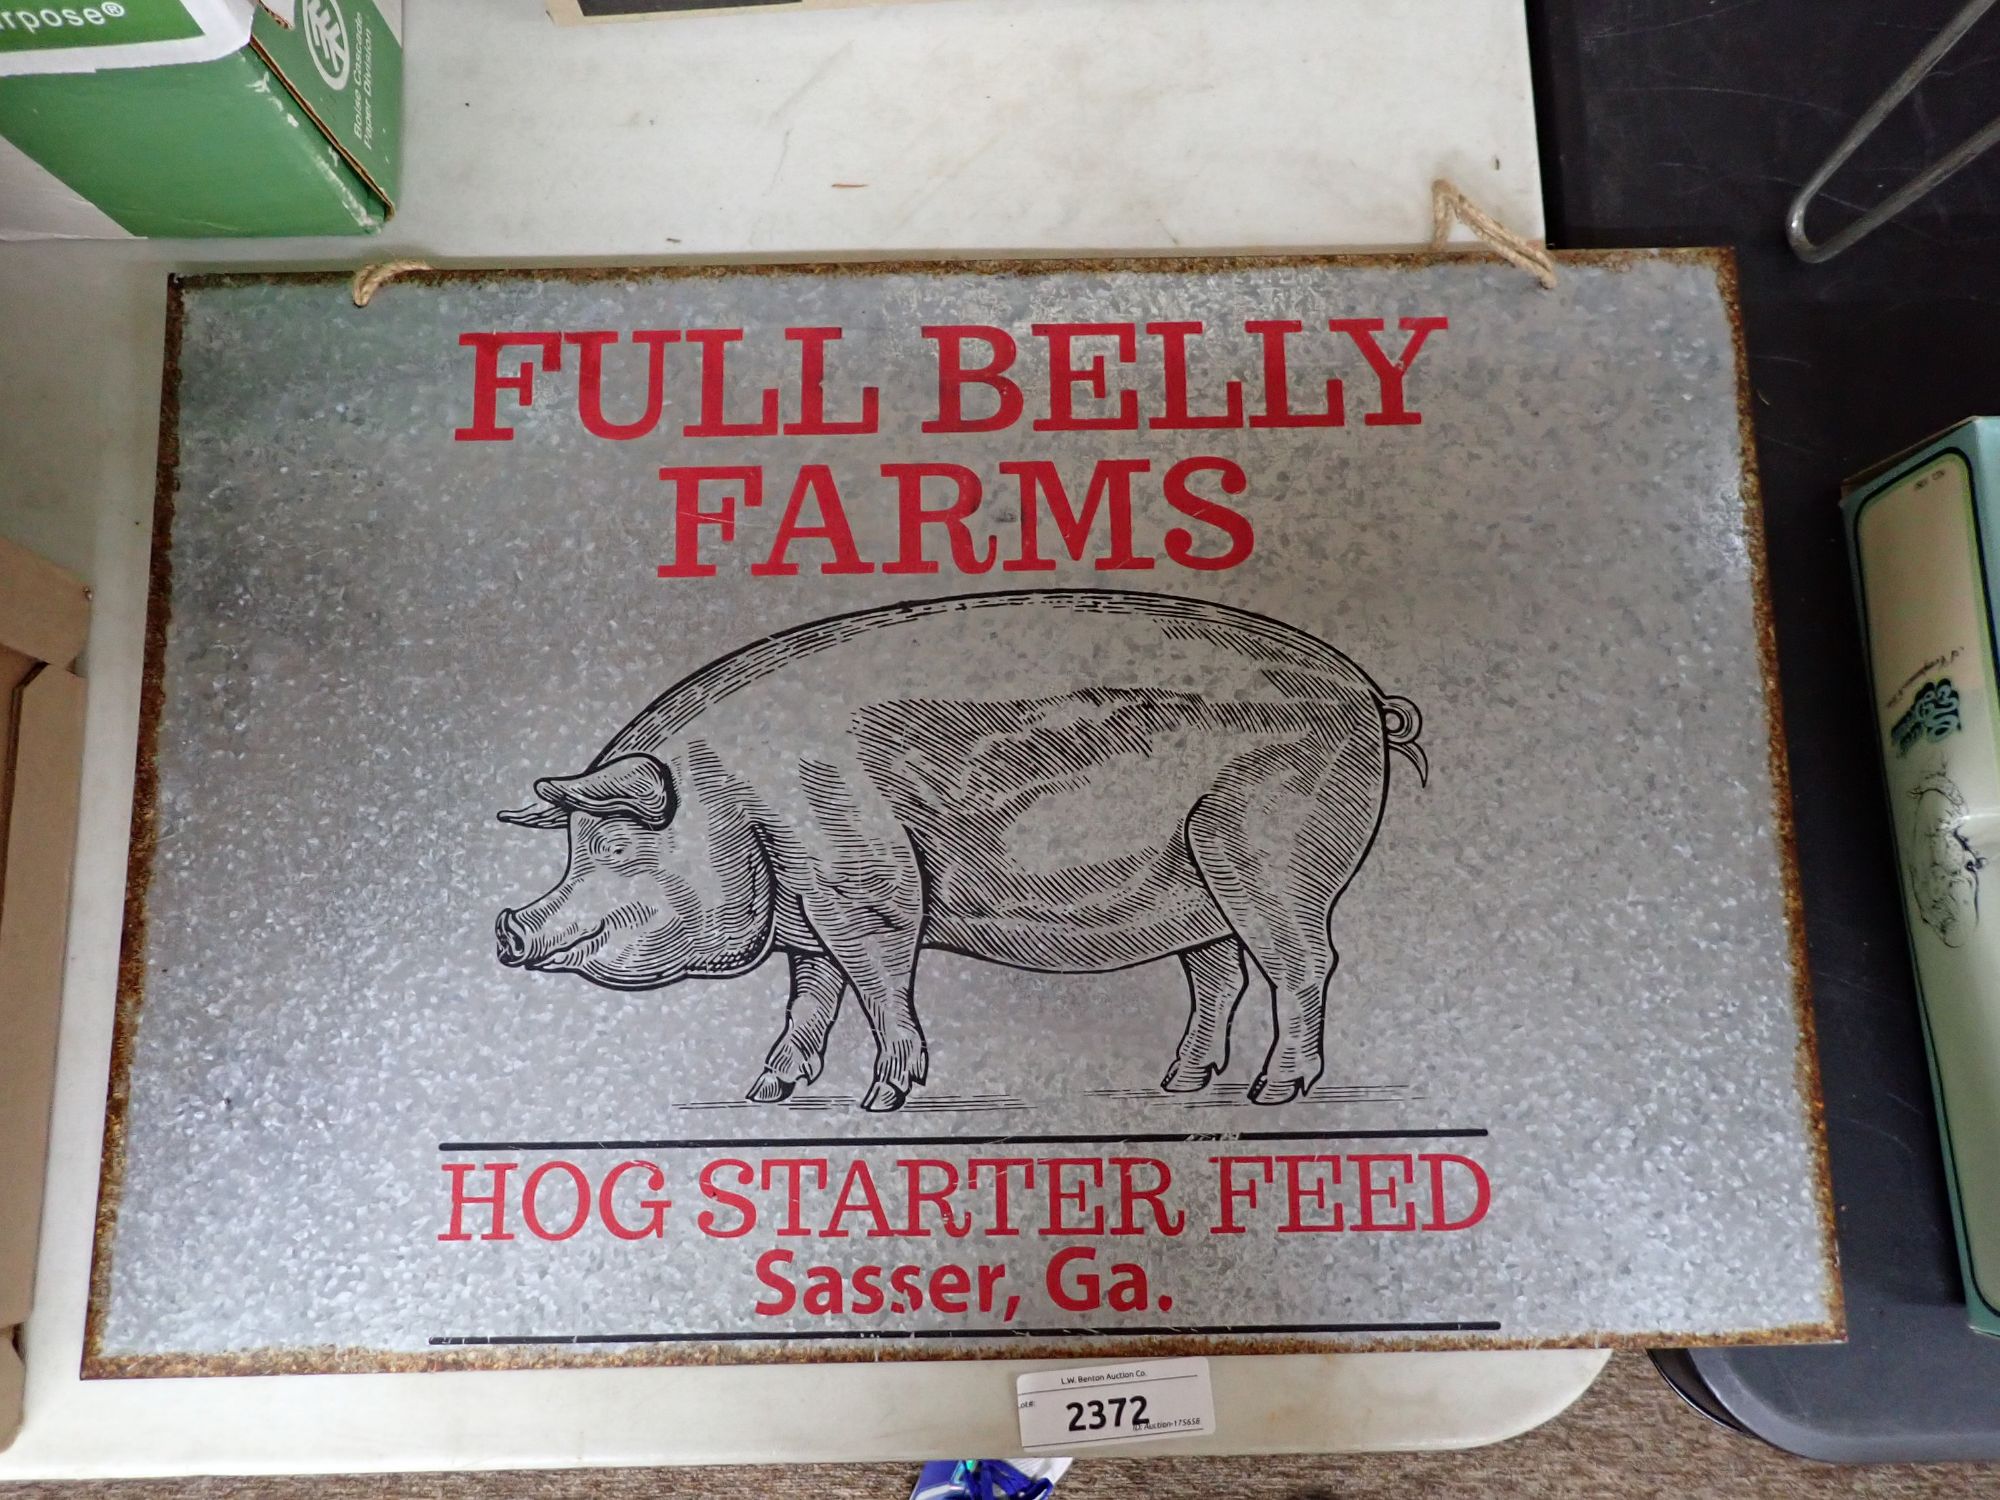 rpose®
Boise Cascade
Paper Division
FULL BELLY
FARMS
HOG STARTER FEED
Sasser, Ga.
L.W. Benton Auction Co.
Lot#:
2372
ID: Auction-175658